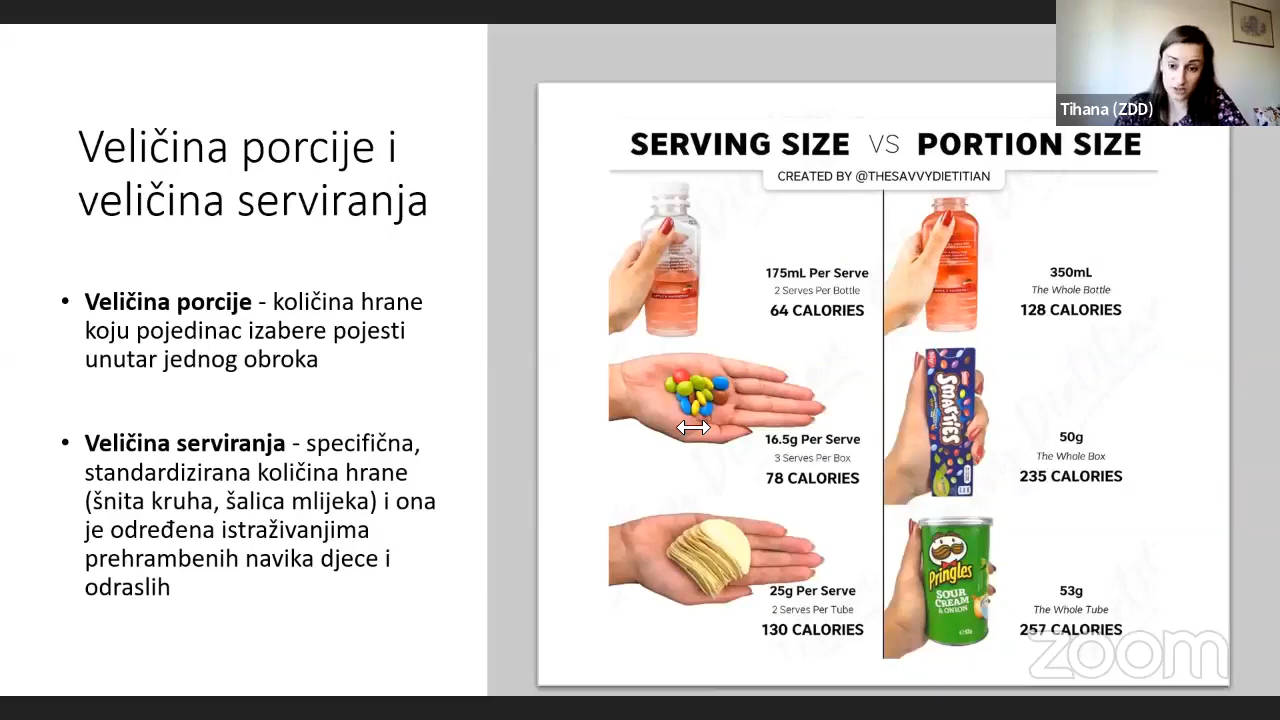 Veličina porcije i
veličina serviranja
• Veličina porcije - količina hrane
koju pojedinac izabere pojesti
unutar jednog obroka
• Veličina serviranja - specifična,
standardizirana količina hrane
(šnita kruha, šalica mlijeka) i ona
je određena istraživanjima
prehrambenih navika djece i
odraslih
SERVING SIZE VS PORTION SIZE
CREATED BY @THESAVVYDIETITIAN
175mL Per Serve
2 Serves Per Bottle
64 CALORIES
350mL
The Whole Bottle
128 CALORIES
16.5g Per Serve
3 Serves Per Box
78 CALORIES
SMARTIES
50g
The Whole Box
235 CALORIES
25g Per Serve
2 Serves Per Tube
130 CALORIES
Pringles
SOUR
CREAM
& ONION
53g
The Whole Tube
257 CALORIES
Tihana (ZDD)
zoom